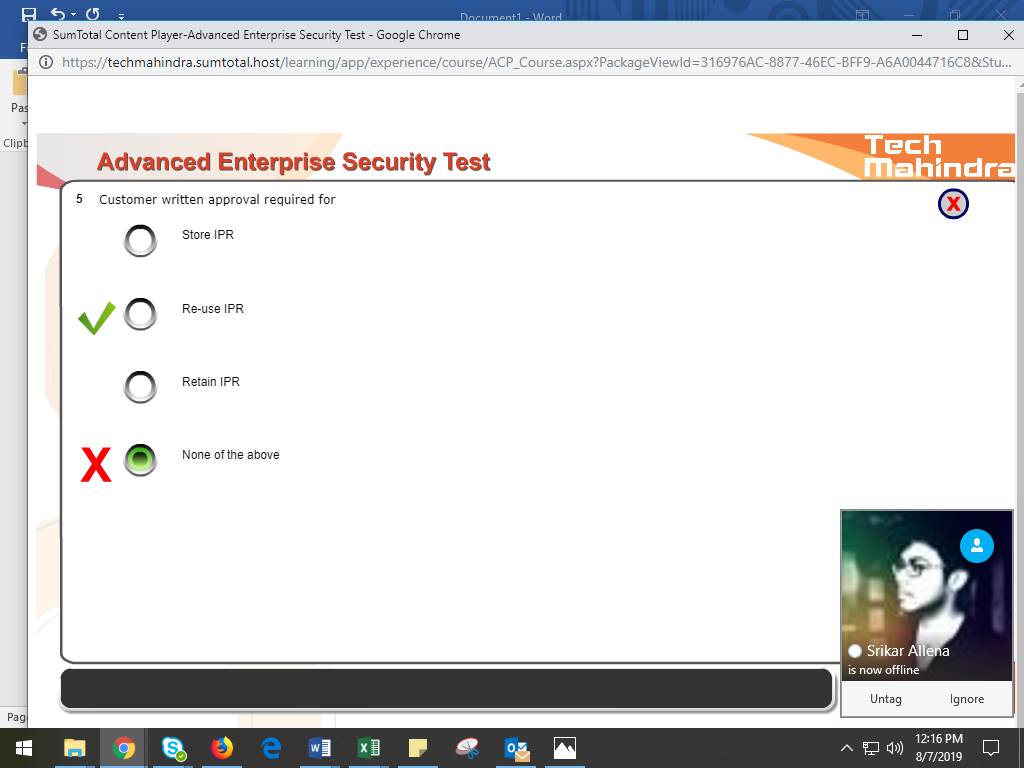 Document1 - Word
SumTotal Content Player-Advanced Enterprise Security Test - Google Chrome
F
https://techmahindra.sumtotal.host/learning/app/experience/course/ACP_Course.aspx?PackageViewId=316976AC-8877-46EC-BFF9-A6A0044716C8&Stu...
Pas
Clipb
Advanced Enterprise Security Test
Tech
Mahindra
5 Customer written approval required for
X
Store IPR
Re-use IPR
Retain IPR
X None of the above
Srikar Allena
is now offline
Untag Ignore
Page
12:16 PM
8/7/2019